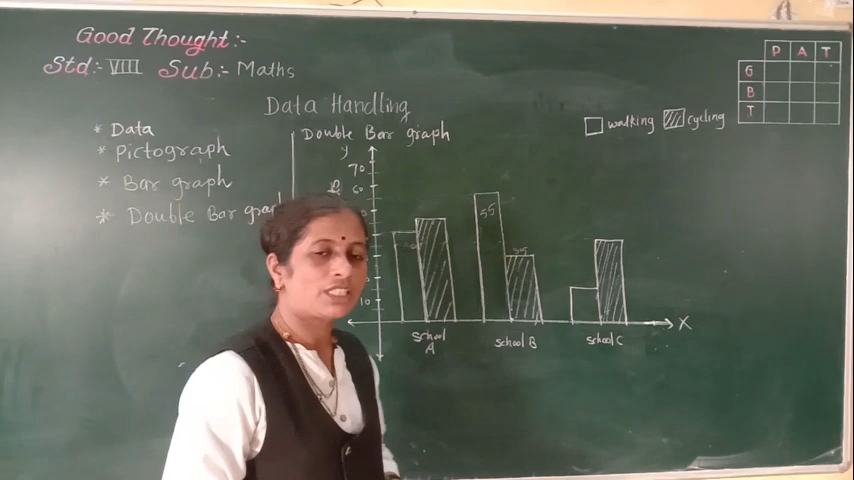 Good Thought:-
Std:- VIII Sub:- Maths
P A T
G
B
T
Data Handling
* Data
* Pictograph
* Bar graph
* Double Bar grap
Double Bar graph
walking cycling
y
70
60
10
55
X
school A
school B
school C